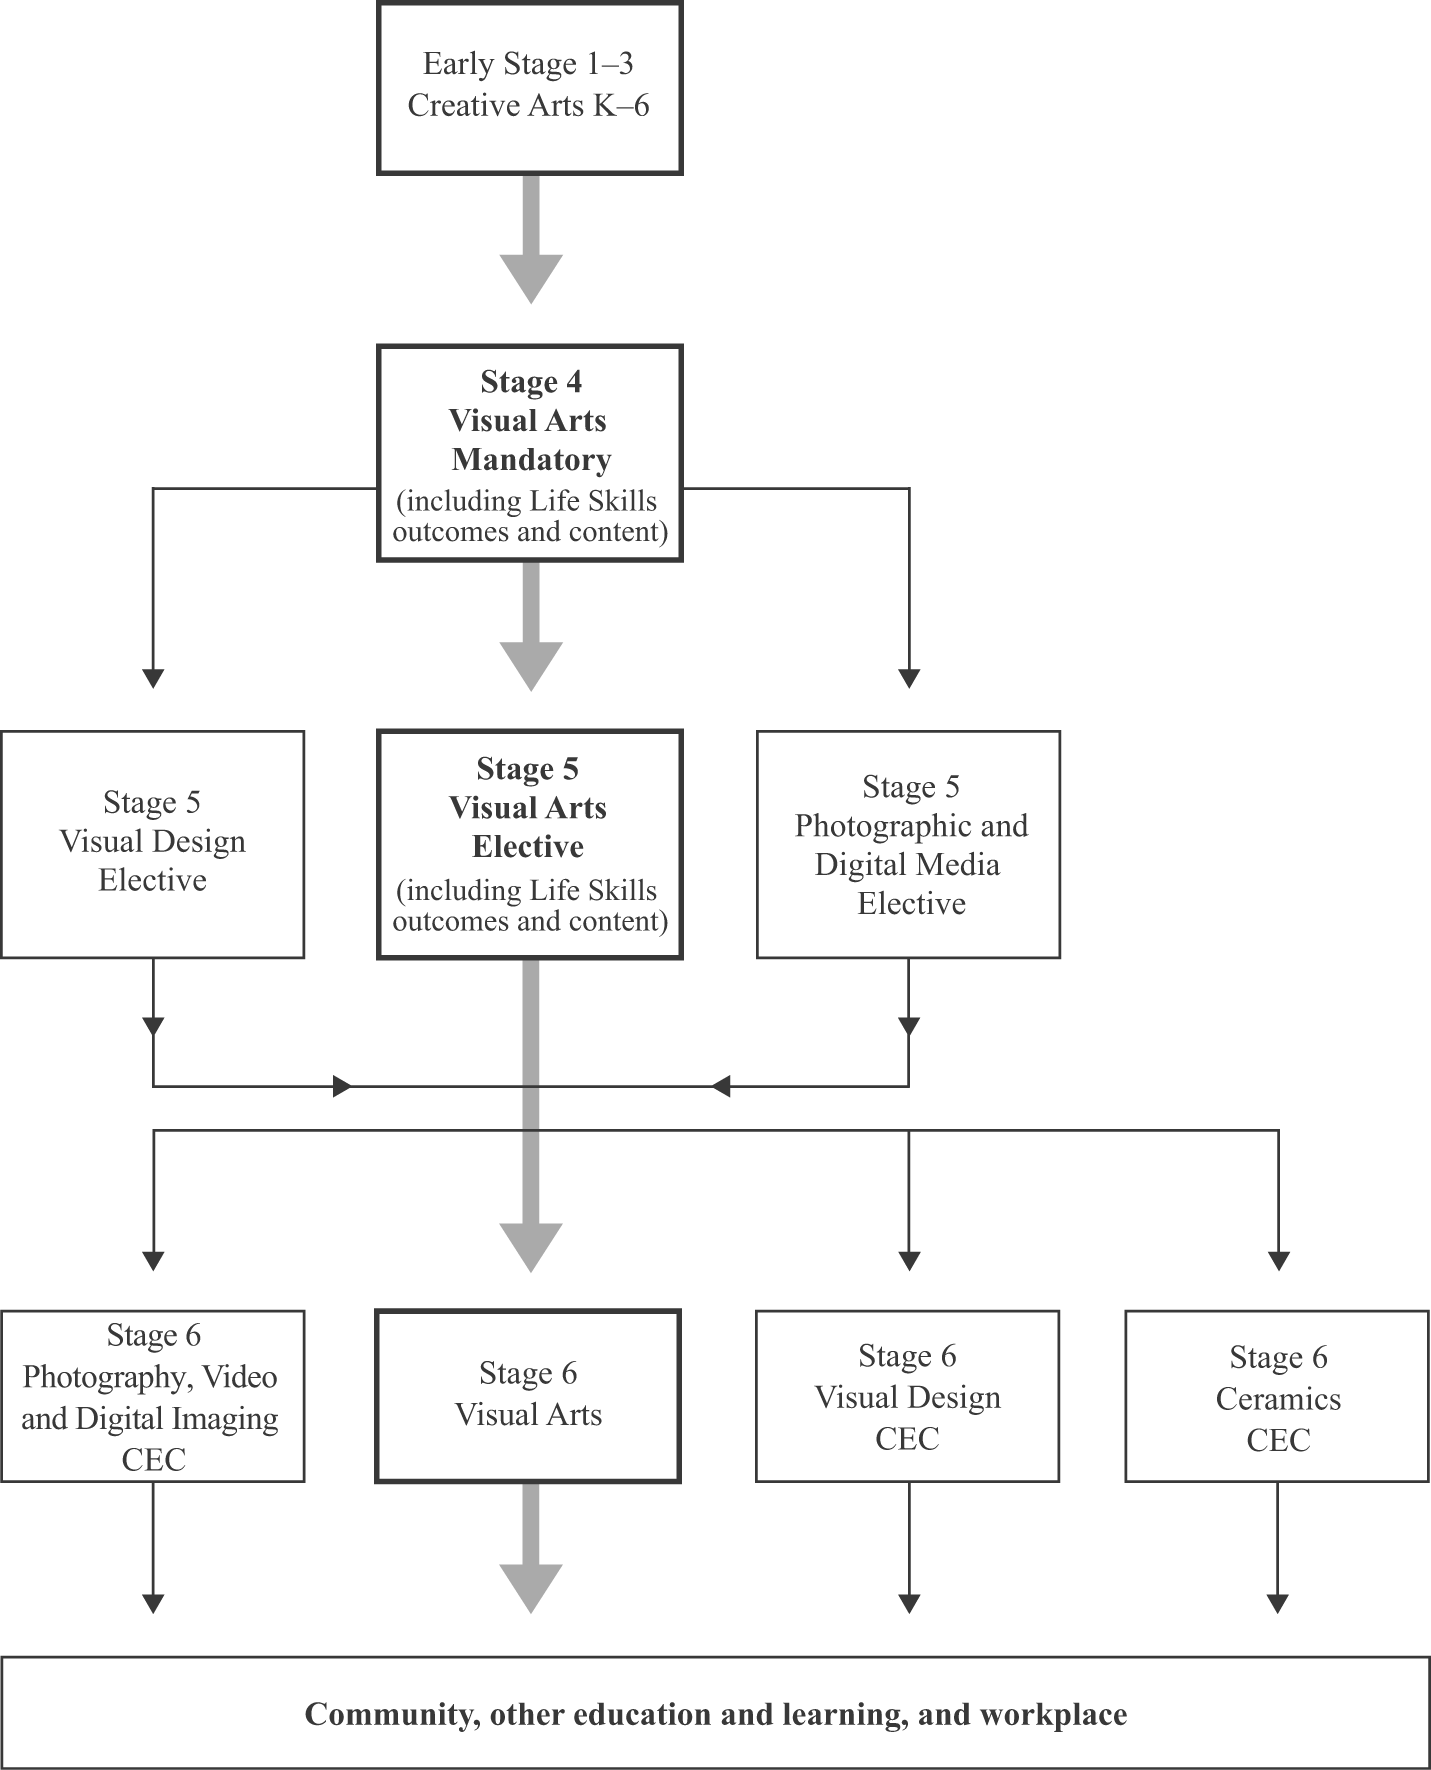 Early Stage 1–3
Creative Arts K–6
Stage 4
Visual Arts
Mandatory
(including Life Skills
outcomes and content)
Stage 5
Visual Design
Elective
Stage 5
Visual Arts
Elective
(including Life Skills
outcomes and content)
Stage 5
Photographic and
Digital Media
Elective
Stage 6
Photography, Video
and Digital Imaging
CEC
Stage 6
Visual Arts
Stage 6
Visual Design
CEC
Stage 6
Ceramics
CEC
Community, other education and learning, and workplace